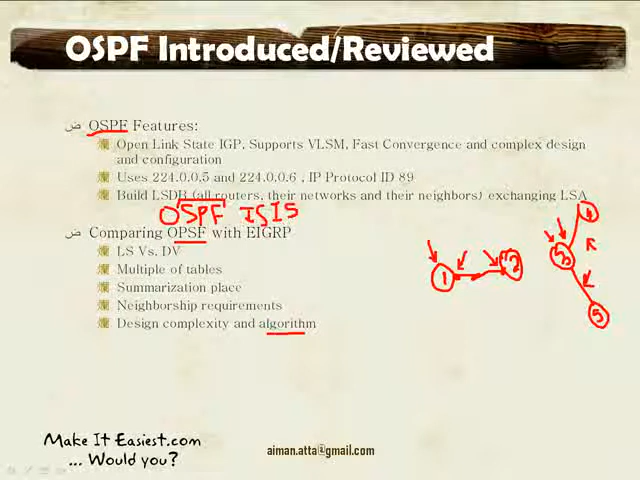 OSPF Introduced/Reviewed
ض OSPF Features:
Open Link State IGP, Supports VLSM, Fast Convergence and complex design
and configuration
Uses 224.0.0.5 and 224.0.0.6 , IP Protocol ID 89
Build LSDB (all routers, their networks and their neighbors) exchanging LSA
OSPF ISIS
ض Comparing OPSF with EIGRP
LS Vs. DV
Multiple of tables
Summarization place
Neighborship requirements
Design complexity and algorithm
1
2
5
Make It Easiest.com
... Would you?
aiman.atta@gmail.com